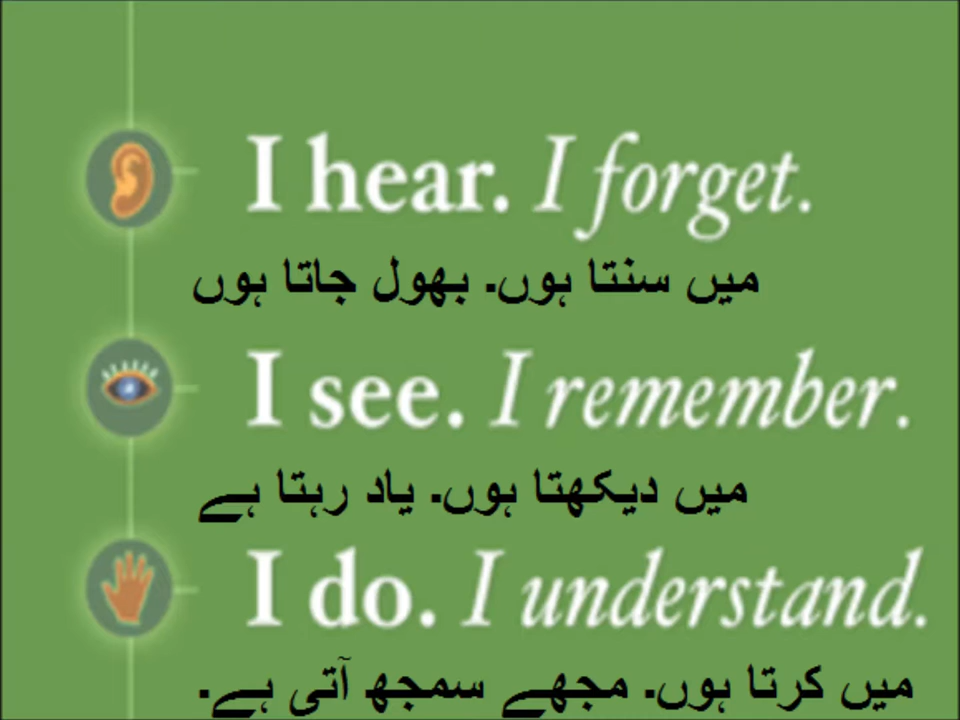 I hear. I forget.
میں سنتا ہوں۔ بھول جاتا ہوں
I see. I remember.
میں دیکھتا ہوں۔ یاد رہتا ہے
I do. I understand.
میں کرتا ہوں۔ مجھے سمجھ آتی ہے۔